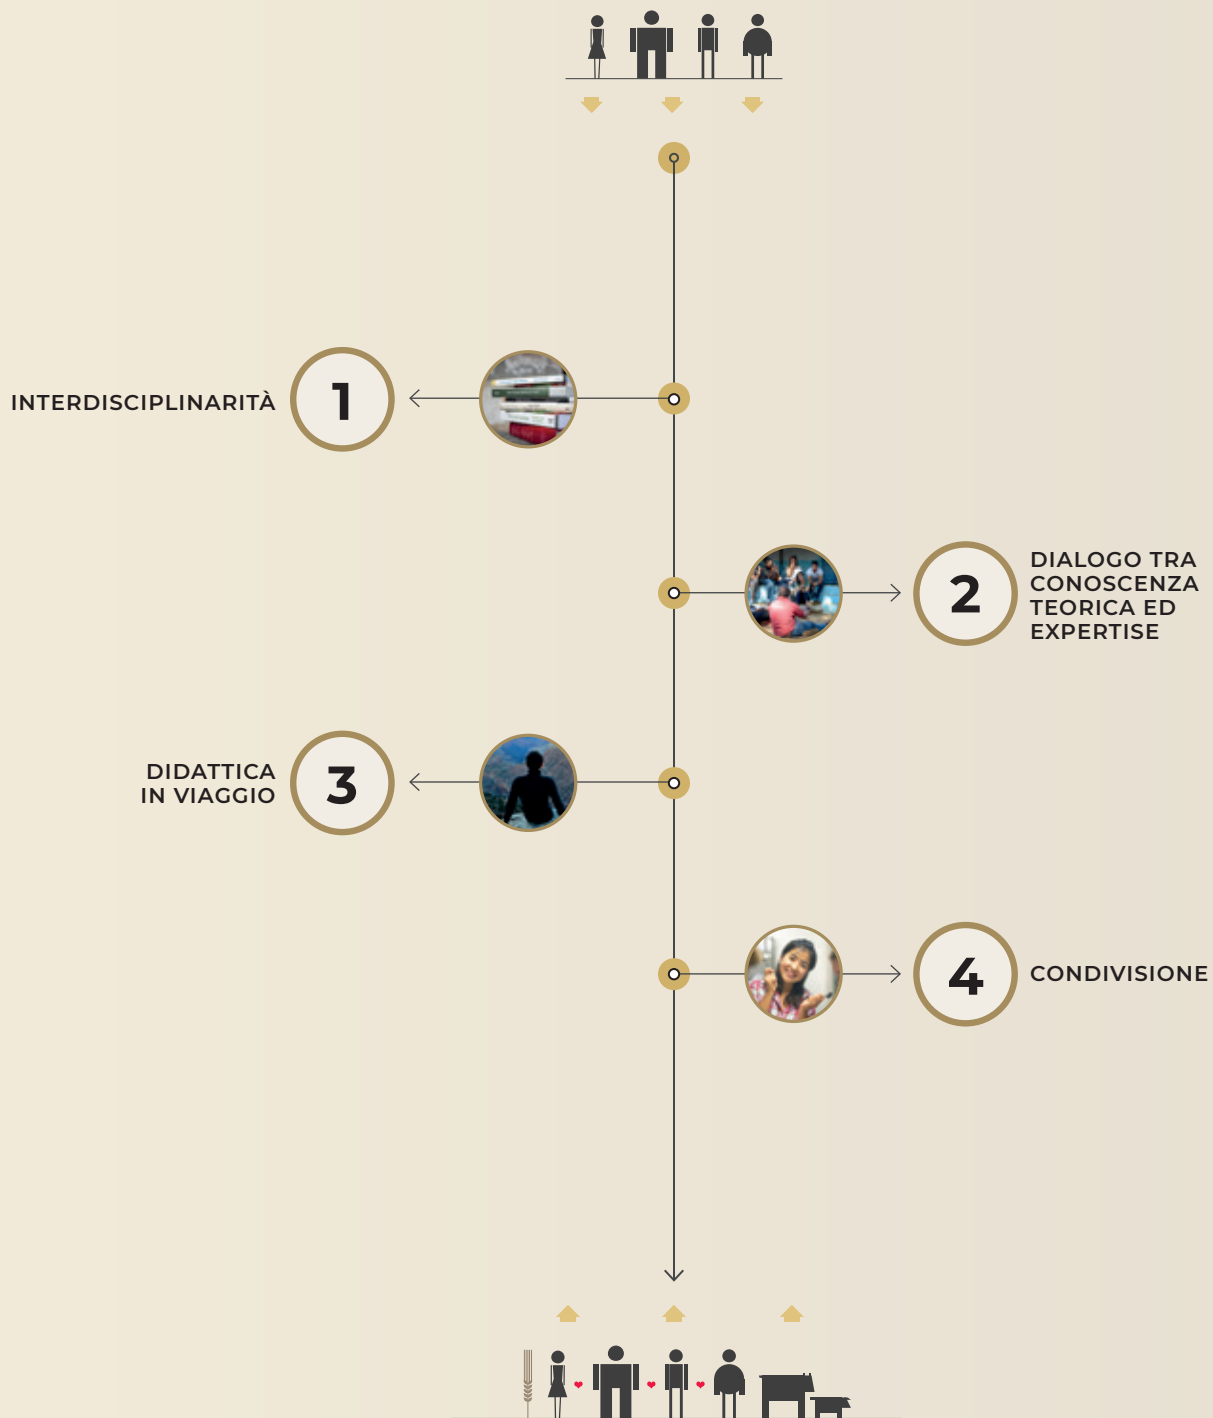 INTERDISCIPLINARITÀ
1
2
DIALOGO TRA
CONOSCENZA
TEORICA ED
EXPERTISE
DIDATTICA
IN VIAGGIO
3
4
CONDIVISIONE